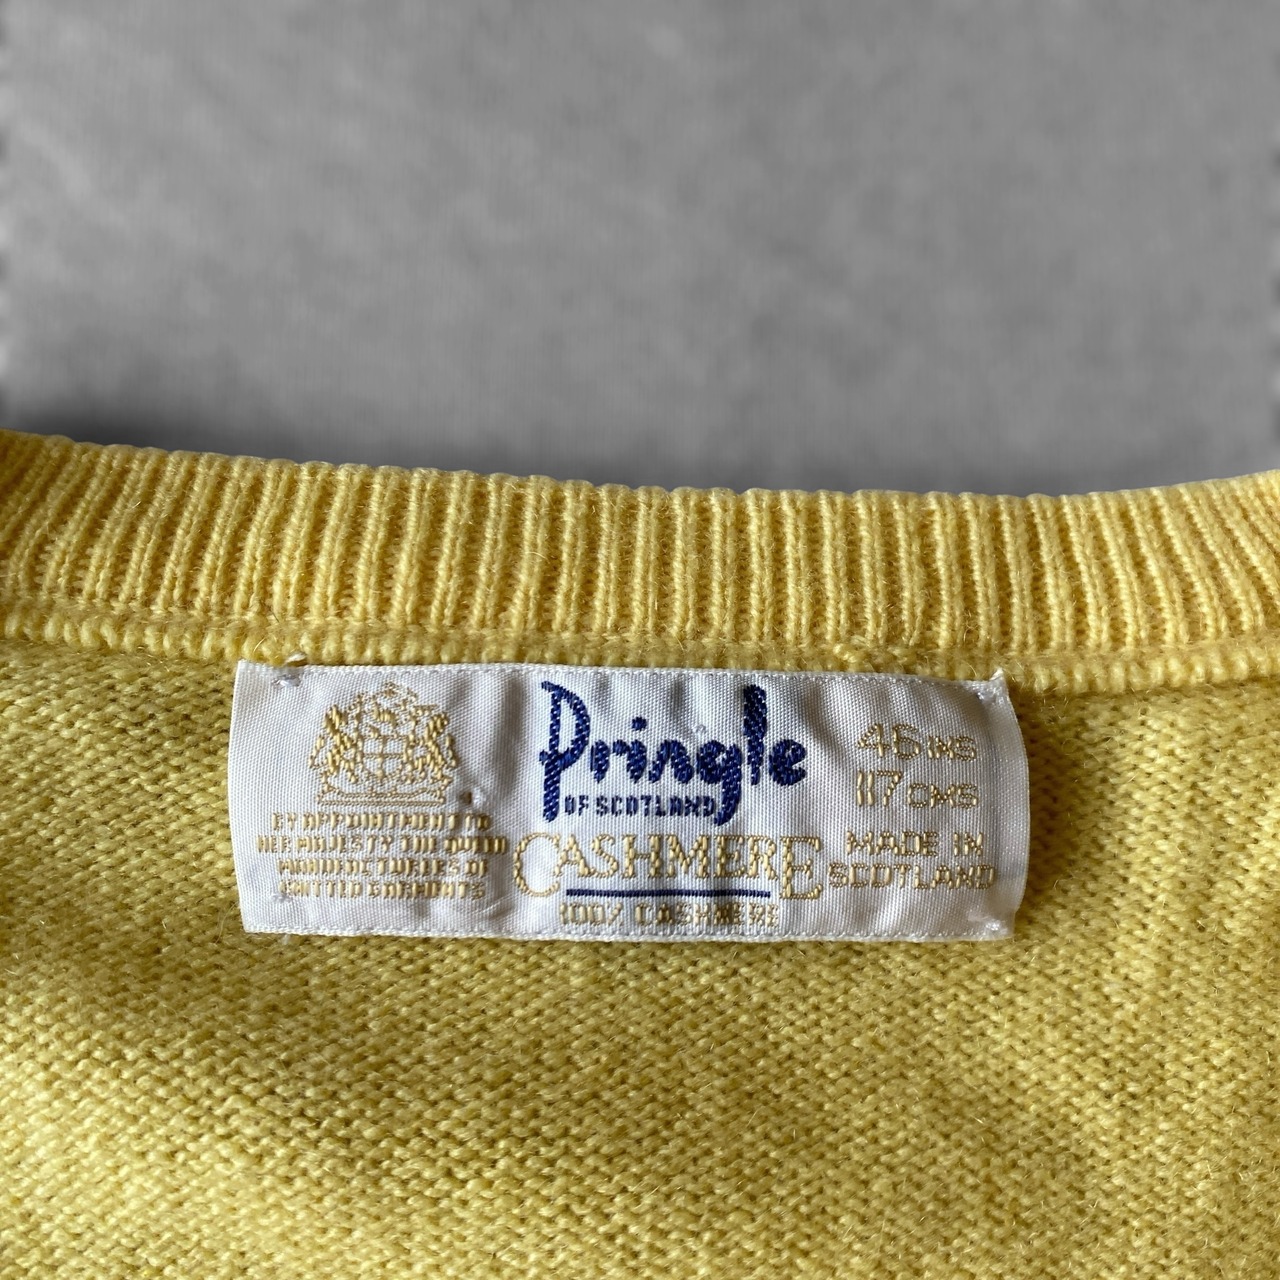 Pringle
OF SCOTLAND
BY APPOINTMENT TO
HER MAJESTY THE QUEEN
MANUFACTURERS OF
KNITTED GARMENTS
CASHMERE
100% CASHMERE
46 INS
117 CMS
MADE IN
SCOTLAND